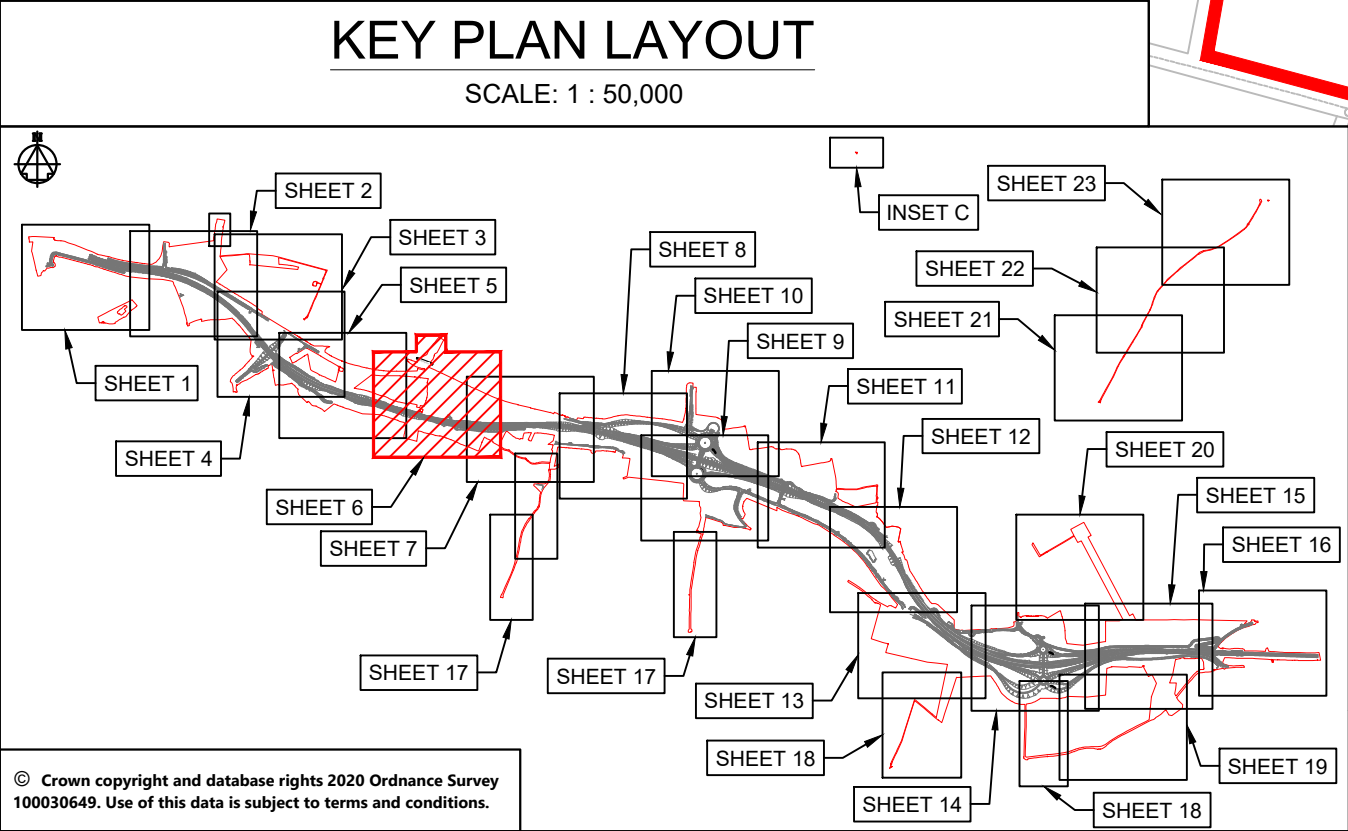 KEY PLAN LAYOUT
SCALE: 1 : 50,000
N
SHEET 2
SHEET 3
SHEET 5
SHEET 1
SHEET 4
SHEET 6
SHEET 7
SHEET 8
SHEET 10
SHEET 9
SHEET 11
SHEET 12
INSET C
SHEET 23
SHEET 22
SHEET 21
SHEET 20
SHEET 15
SHEET 16
SHEET 17
SHEET 17
SHEET 13
SHEET 18
SHEET 14
SHEET 18
SHEET 19
© Crown copyright and database rights 2020 Ordnance Survey
100030649. Use of this data is subject to terms and conditions.